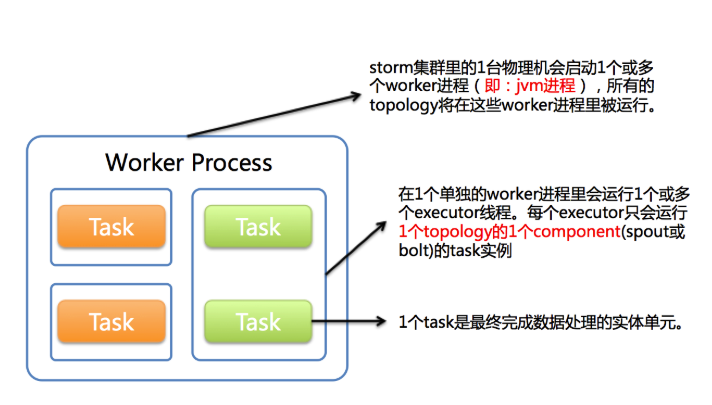 storm集群里的1台物理机会启动1个或多
个worker进程（即：jvm进程），所有的
topology将在这些worker进程里被运行。
Worker Process
Task
Task
Task
Task
在1个单独的worker进程里会运行1个或多
个executor线程。每个executor只会运行
1个topology的1个component(spout或
bolt)的task实例
1个task是最终完成数据处理的实体单元。